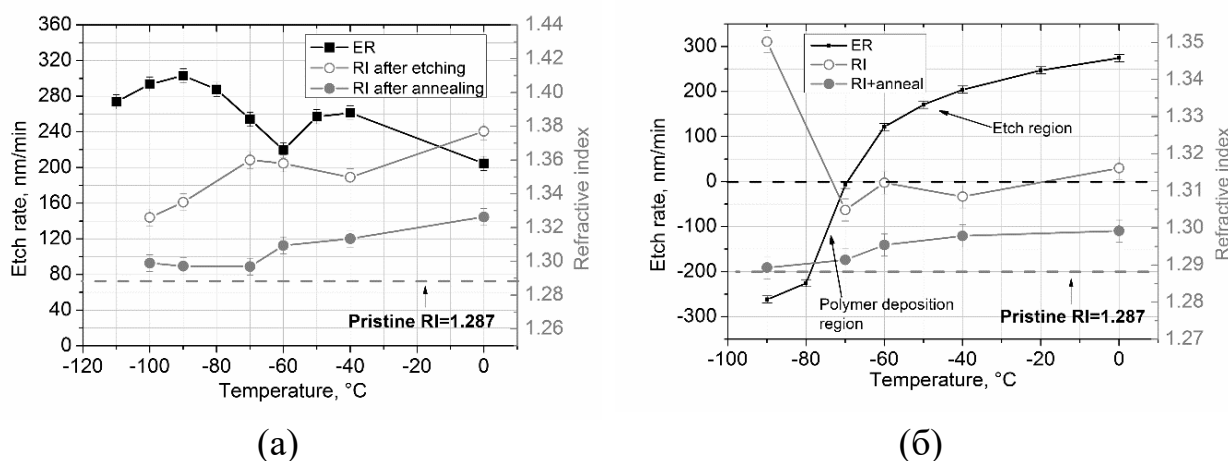 360
320
280
240
200
160
120
80
40
0
Etch rate, nm/min
ER
RI after etching
RI after annealing
Pristine RI=1.287
1.44
1.42
1.40
1.38
1.36
1.34
1.32
1.30
1.28
1.26
Refractive index
-120 -100 -80 -60 -40 -20 0
Temperature, °C
(а)
300
200
100
0
-100
-200
-300
Etch rate, nm/min
ER
RI
RI+anneal
Etch region
Polymer deposition
region
Pristine RI=1.287
1.35
1.34
1.33
1.32
1.31
1.30
1.29
1.28
1.27
Refractive index
-100 -80 -60 -40 -20 0
Temperature, °C
(б)